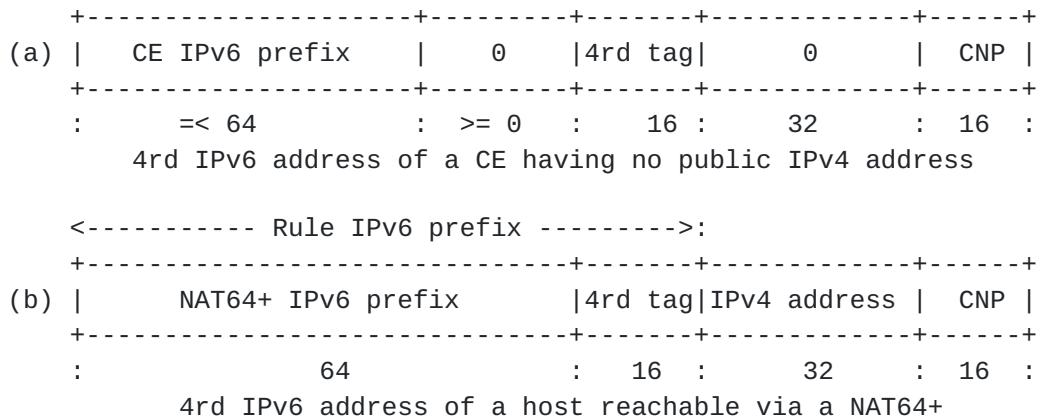 +---------------------+---------+-------+-------------+------+
(a) |   CE IPv6 prefix    |    0    |4rd tag|      0      |  CNP |
    +---------------------+---------+-------+-------------+------+
    :      =< 64          :  >= 0   :    16 :     32      :  16  :
        4rd IPv6 address of a CE having no public IPv4 address

    <----------- Rule IPv6 prefix --------->:
    +-------------------------------+-------+-------------+------+
(b) |      NAT64+ IPv6 prefix       |4rd tag|IPv4 address |  CNP |
    +-------------------------------+-------+-------------+------+
    :               64              :   16  :     32      :  16  :
           4rd IPv6 address of a host reachable via a NAT64+